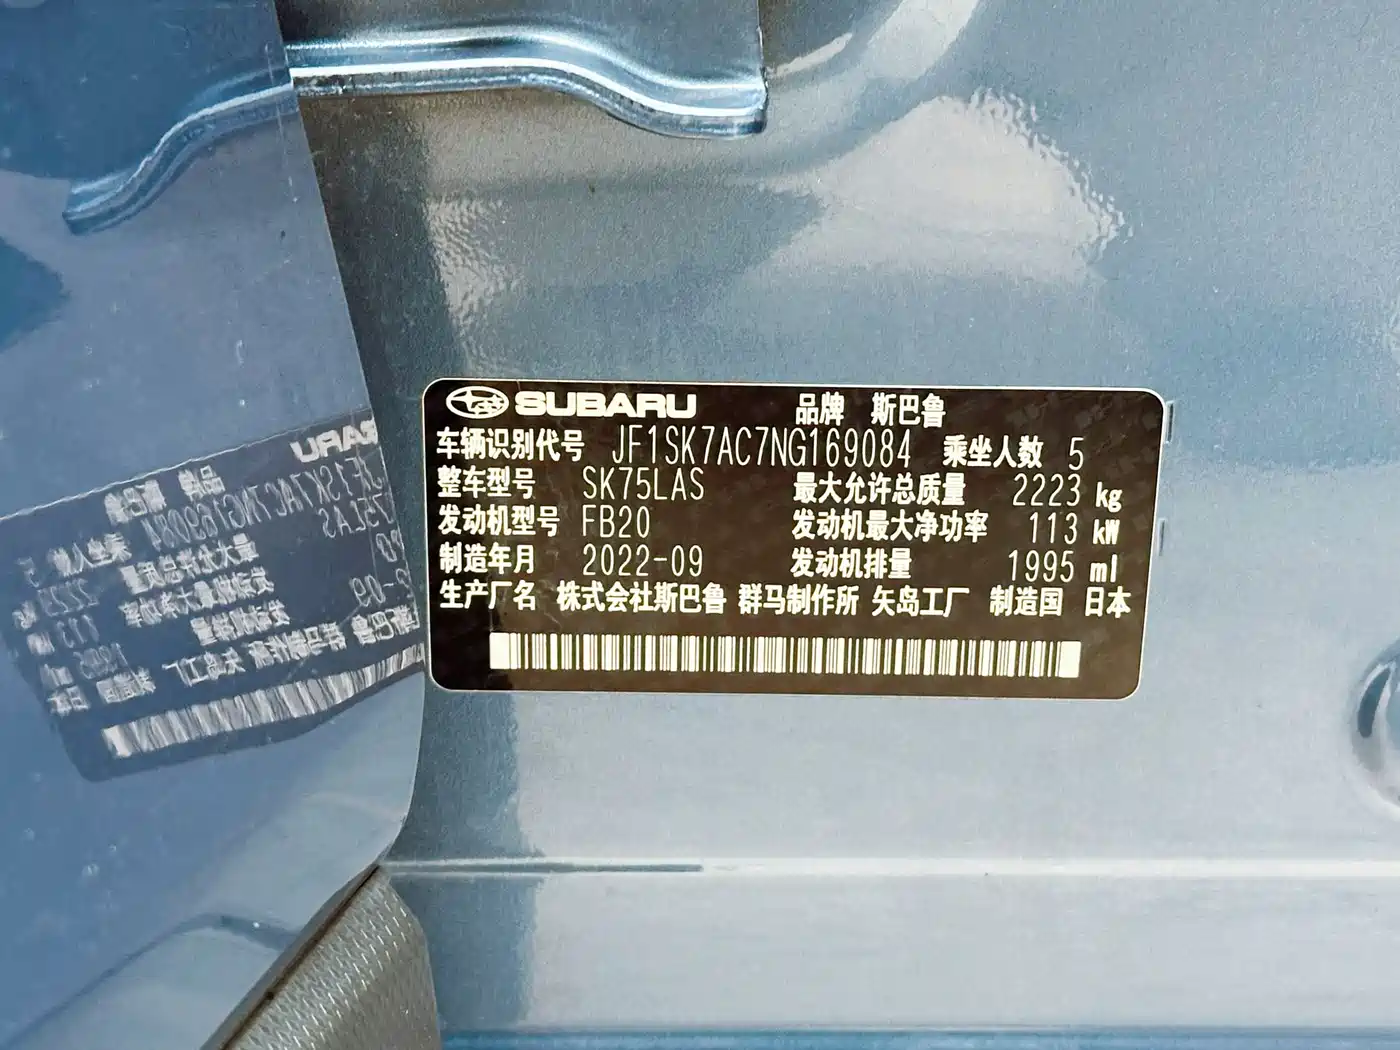 SUBARU 品牌 斯巴鲁
车辆识别代号 JF1SK7AC7NG169084 乘坐人数 5
整车型号 SK75LAS 最大允许总质量 2223 kg
发动机型号 FB20 发动机最大净功率 113 kW
制造年月 2022-09 发动机排量 1995 ml
生产厂名 株式会社斯巴鲁 群马制作所 矢岛工厂 制造国 日本